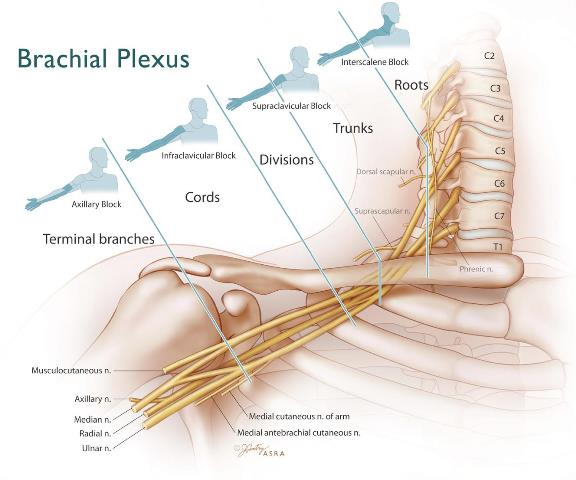 Brachial Plexus
Interscalene Block
Supraclavicular Block
Infraclavicular Block
Axillary Block
Roots
Trunks
Divisions
Cords
Terminal branches
C2
C3
C4
C5
C6
C7
T1
Dorsal scapular n.
Suprascapular n.
Phrenic n.
Musculocutaneous n.
Axillary n.
Median n.
Radial n.
Ulnar n.
Medial cutaneous n. of arm
Medial antebrachial cutaneous n.
ASRA